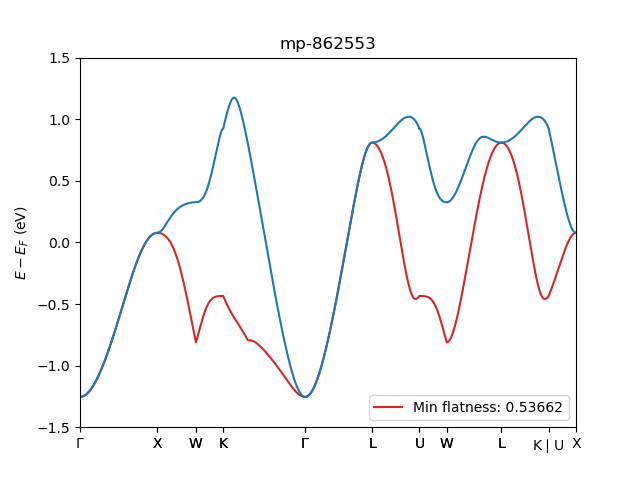 mp-862553
E − E_F (eV)
1.5
1.0
0.5
0.0
−0.5
−1.0
−1.5
Min flatness: 0.53662
Γ X W K Γ L U W L K | U X